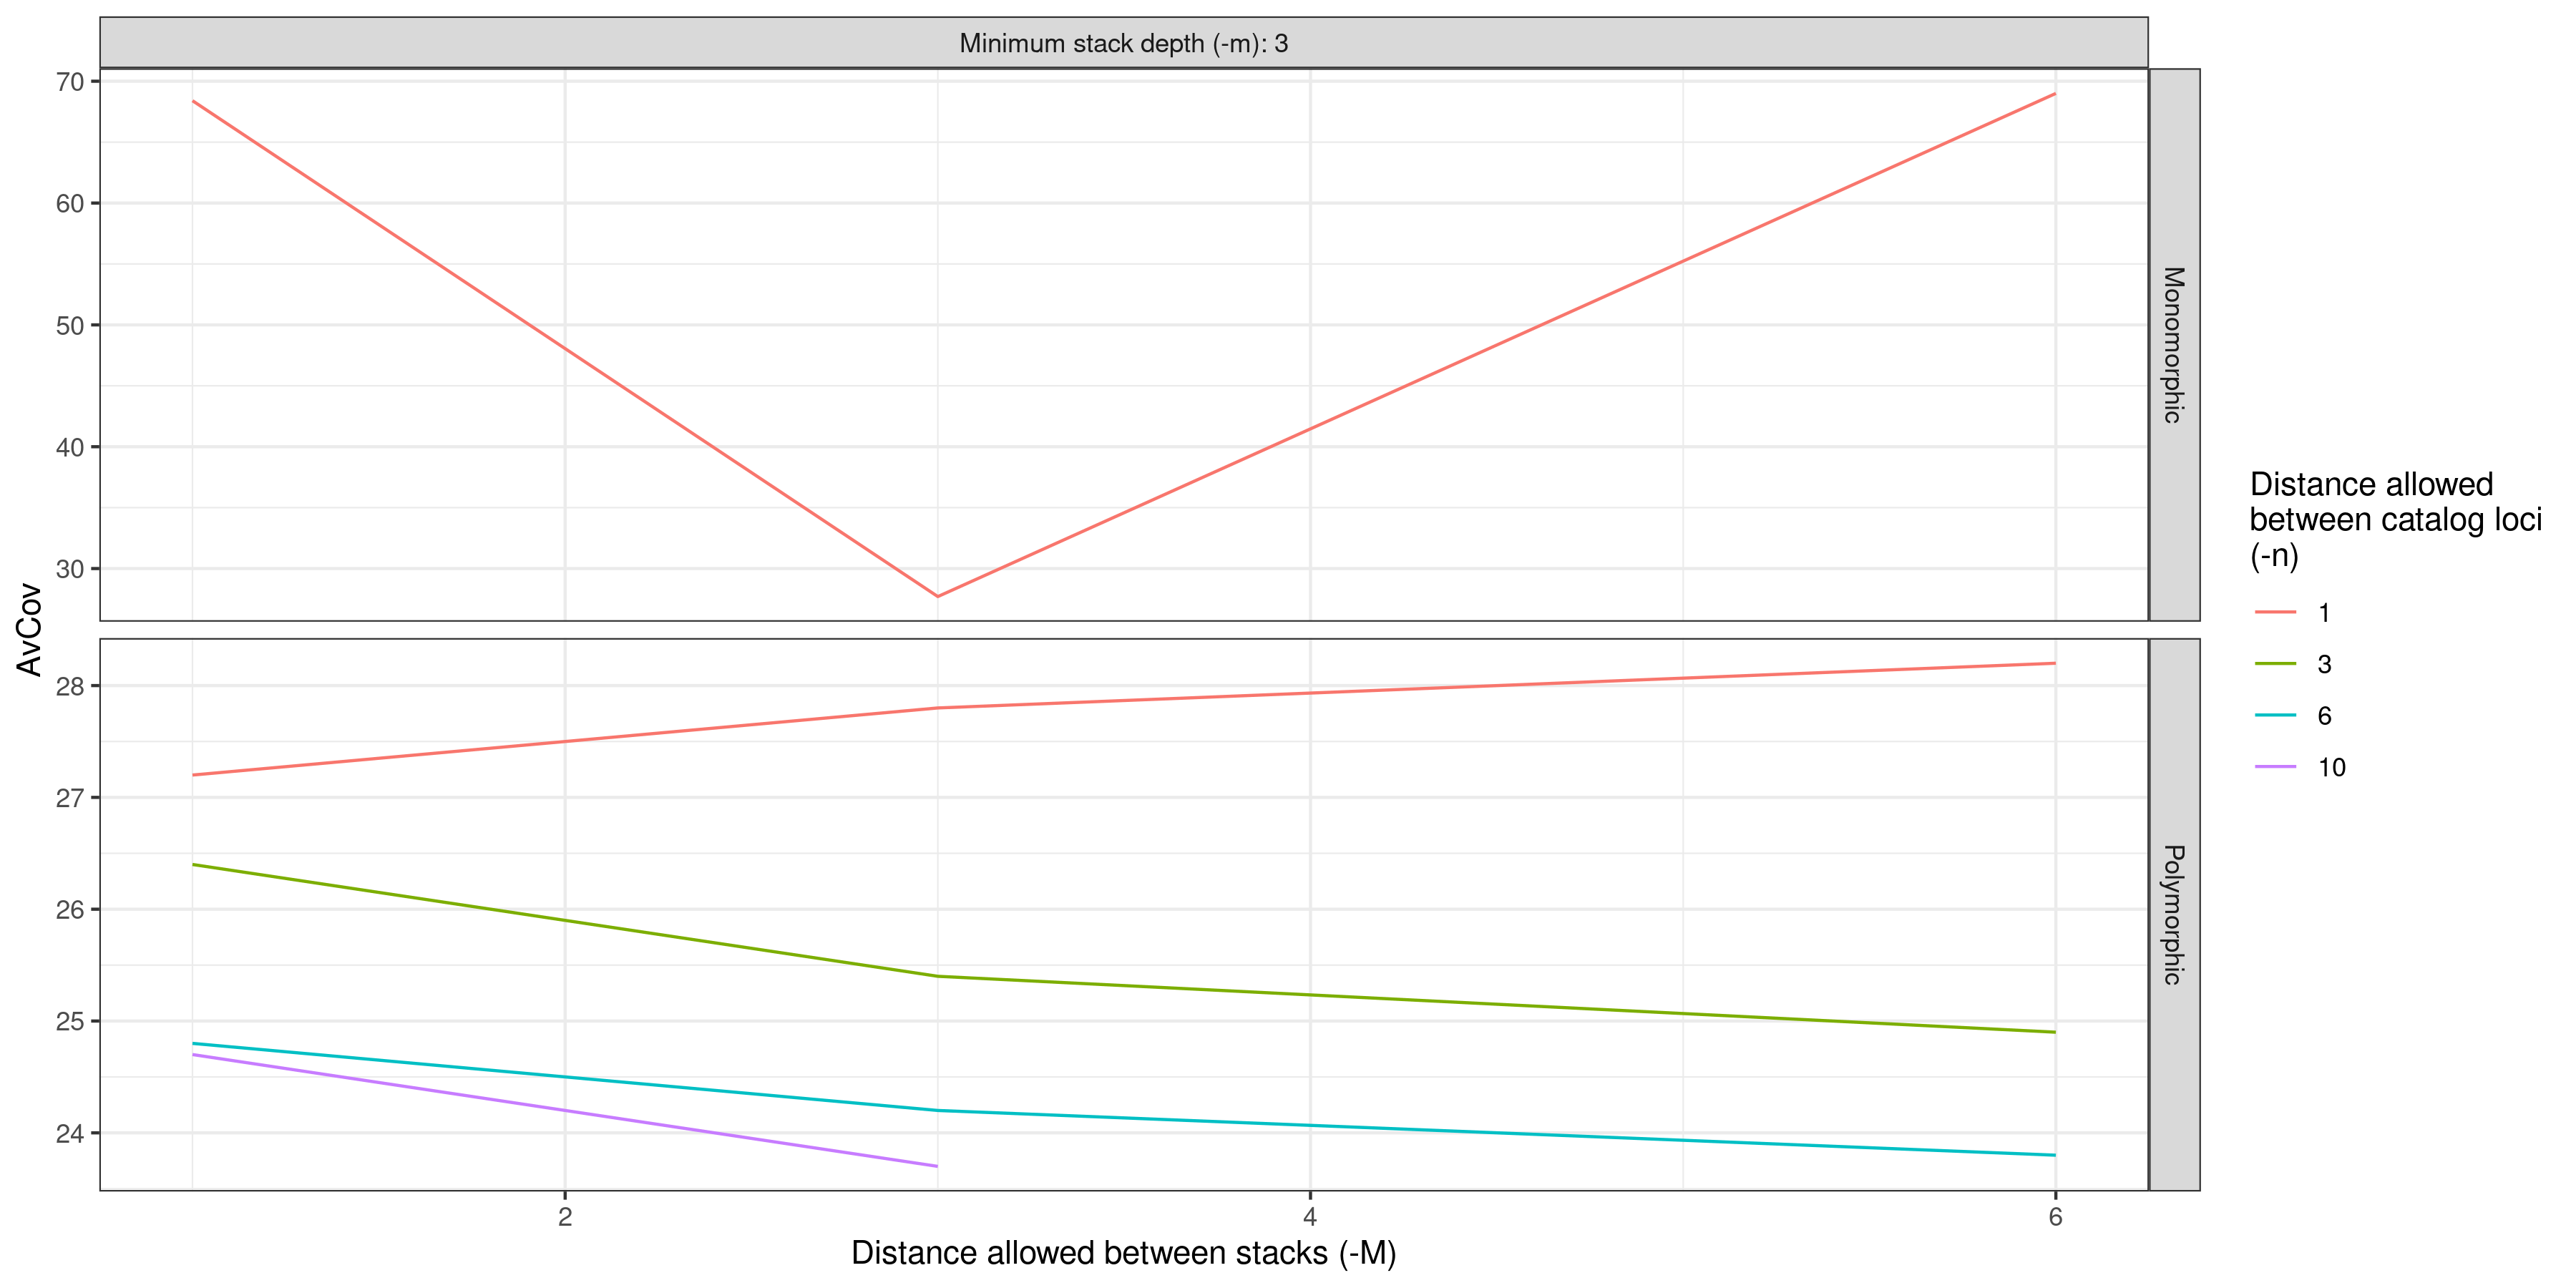 Minimum stack depth (-m): 3
70
60
50
40
30
Monomorphic
AvCov
28
27
26
25
24
Polymorphic
2
4
6
Distance allowed between stacks (-M)
Distance allowed
between catalog loci
(-n)
1
3
6
10